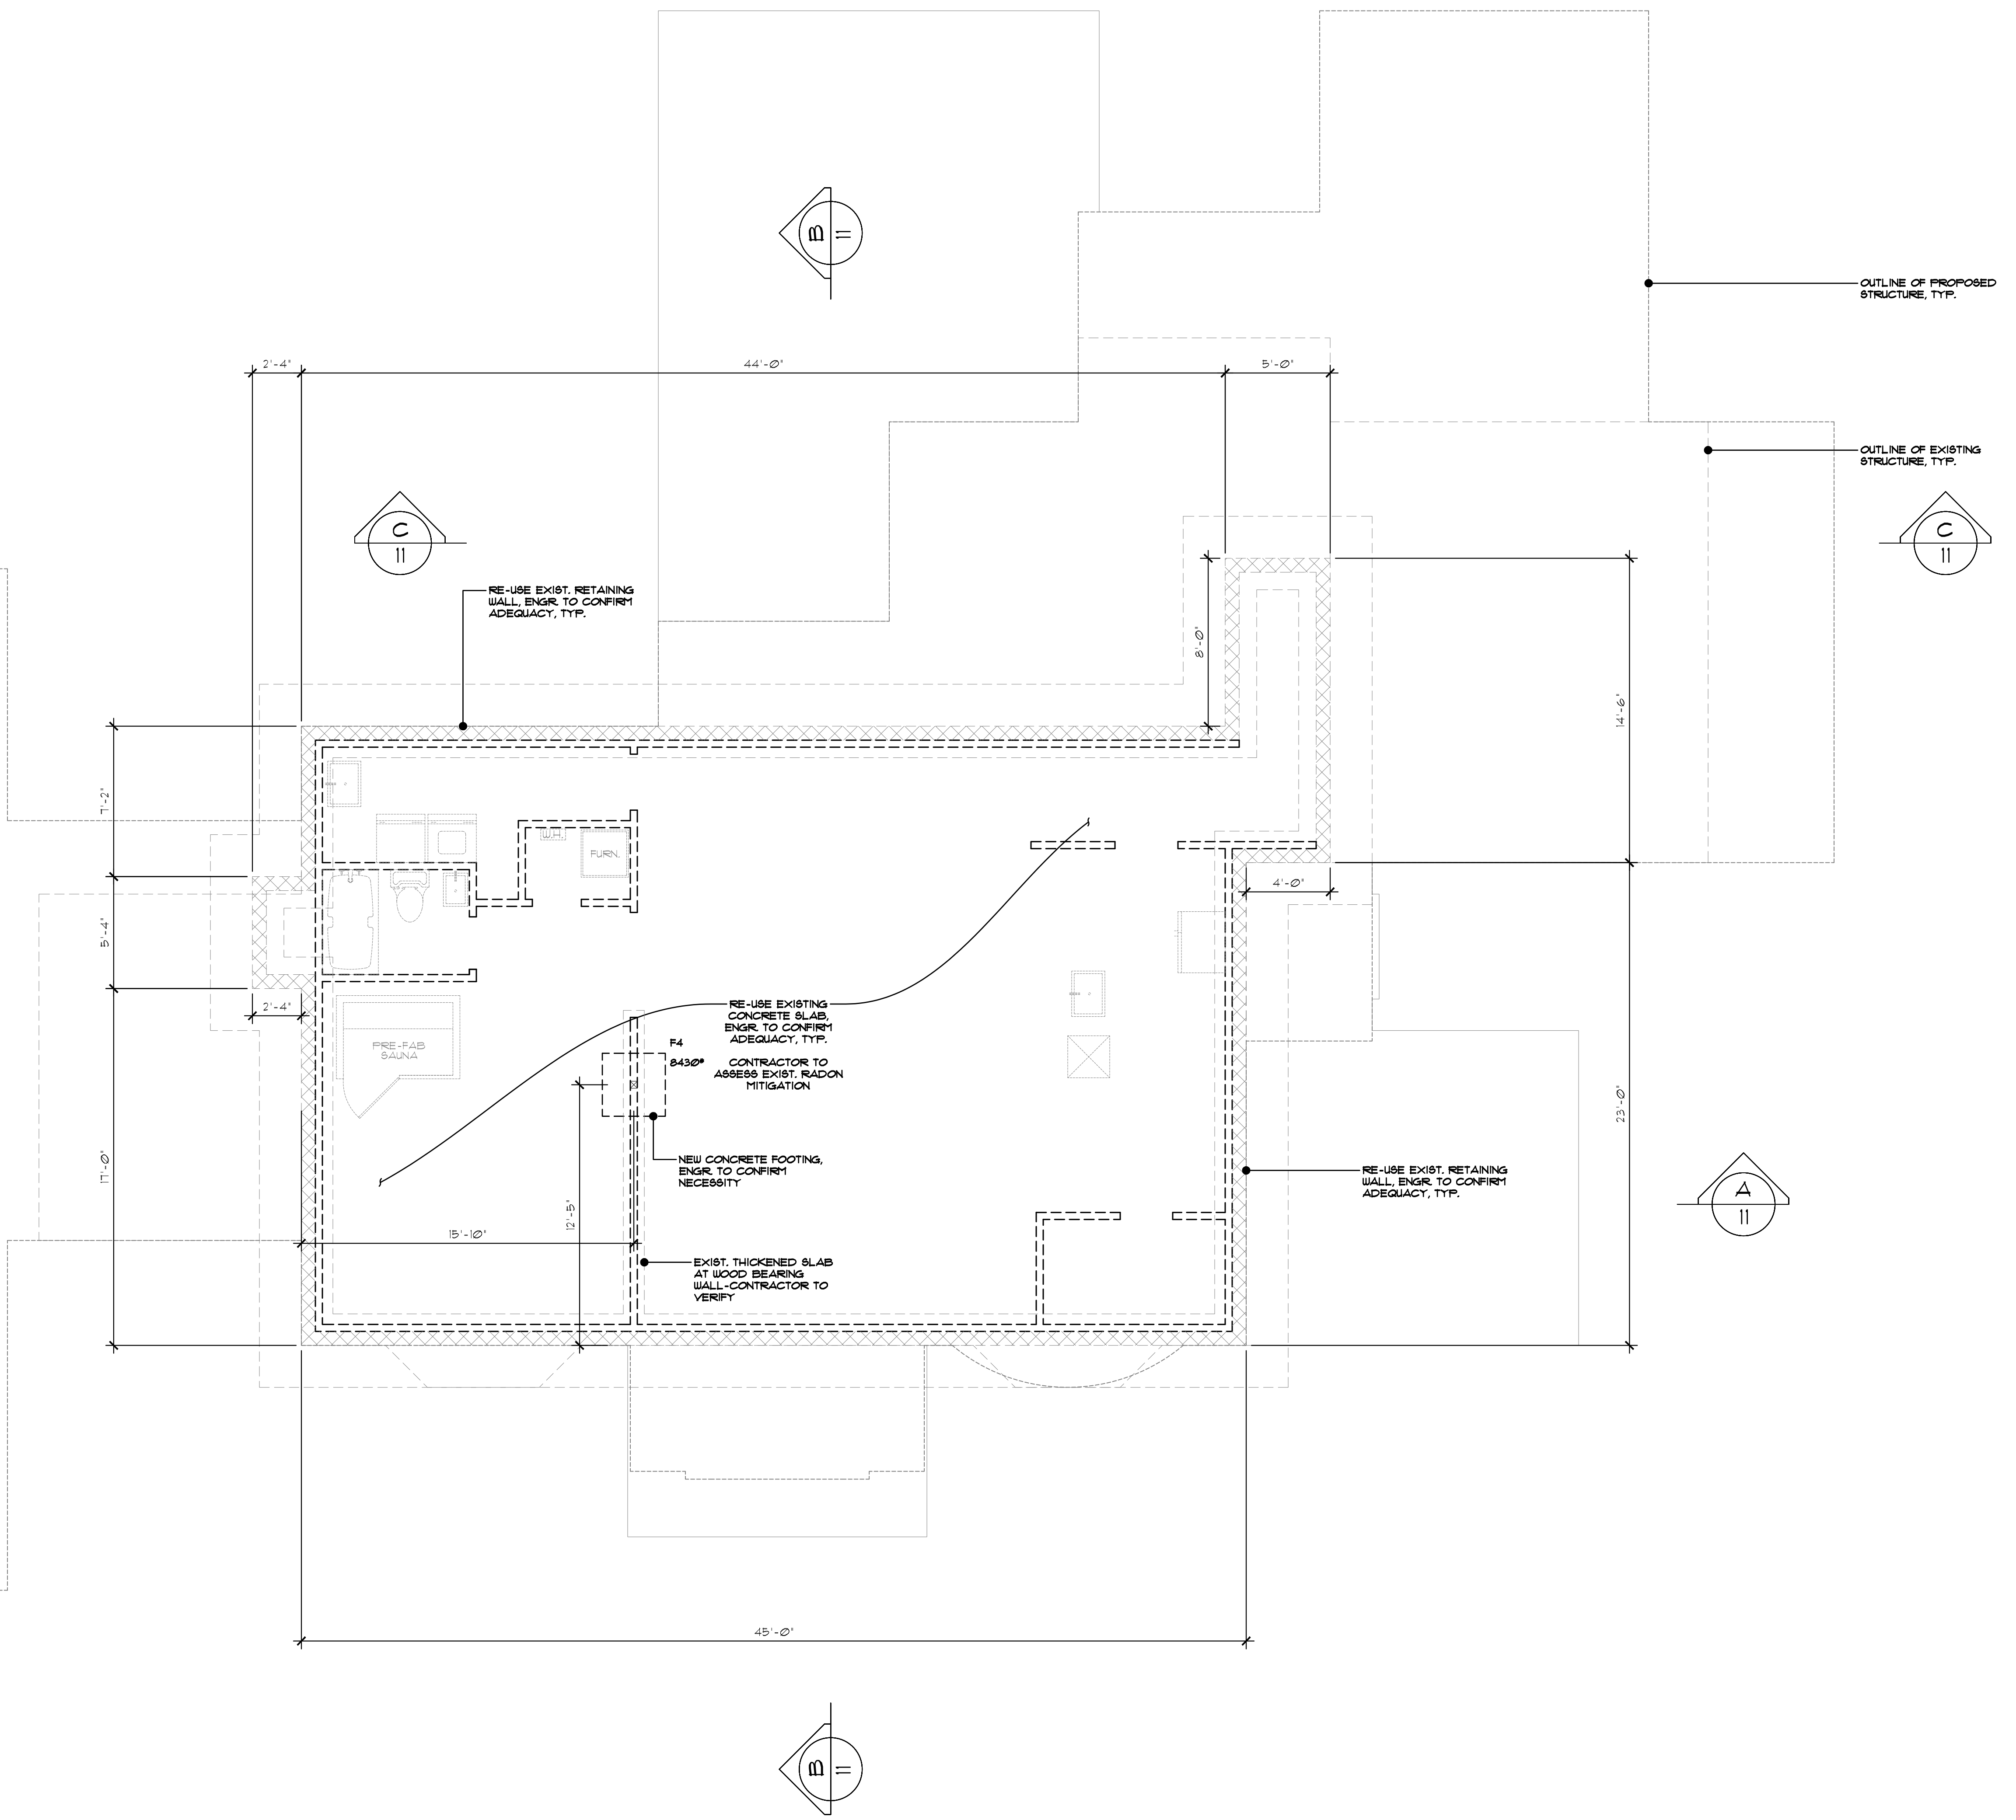 B
11
OUTLINE OF PROPOSED
STRUCTURE, TYP.
2'-4"
44'-0"
5'-0"
OUTLINE OF EXISTING
STRUCTURE, TYP.
C
11
C
11
RE-USE EXIST. RETAINING
WALL, ENGR. TO CONFIRM
ADEQUACY, TYP.
8'-0"
14'-6"
7'-2"
W.H.
FURN.
4'-0"
5'-4"
2'-4"
RE-USE EXISTING
CONCRETE SLAB,
ENGR. TO CONFIRM
ADEQUACY, TYP.
PRE-FAB
SAUNA
F4
8430#
CONTRACTOR TO
ASSESS EXIST. RADON
MITIGATION
23'-0"
17'-0"
NEW CONCRETE FOOTING,
ENGR. TO CONFIRM
NECESSITY
RE-USE EXIST. RETAINING
WALL, ENGR. TO CONFIRM
ADEQUACY, TYP.
A
11
12'-5"
15'-10"
EXIST. THICKENED SLAB
AT WOOD BEARING
WALL-CONTRACTOR TO
VERIFY
45'-0"
B
11